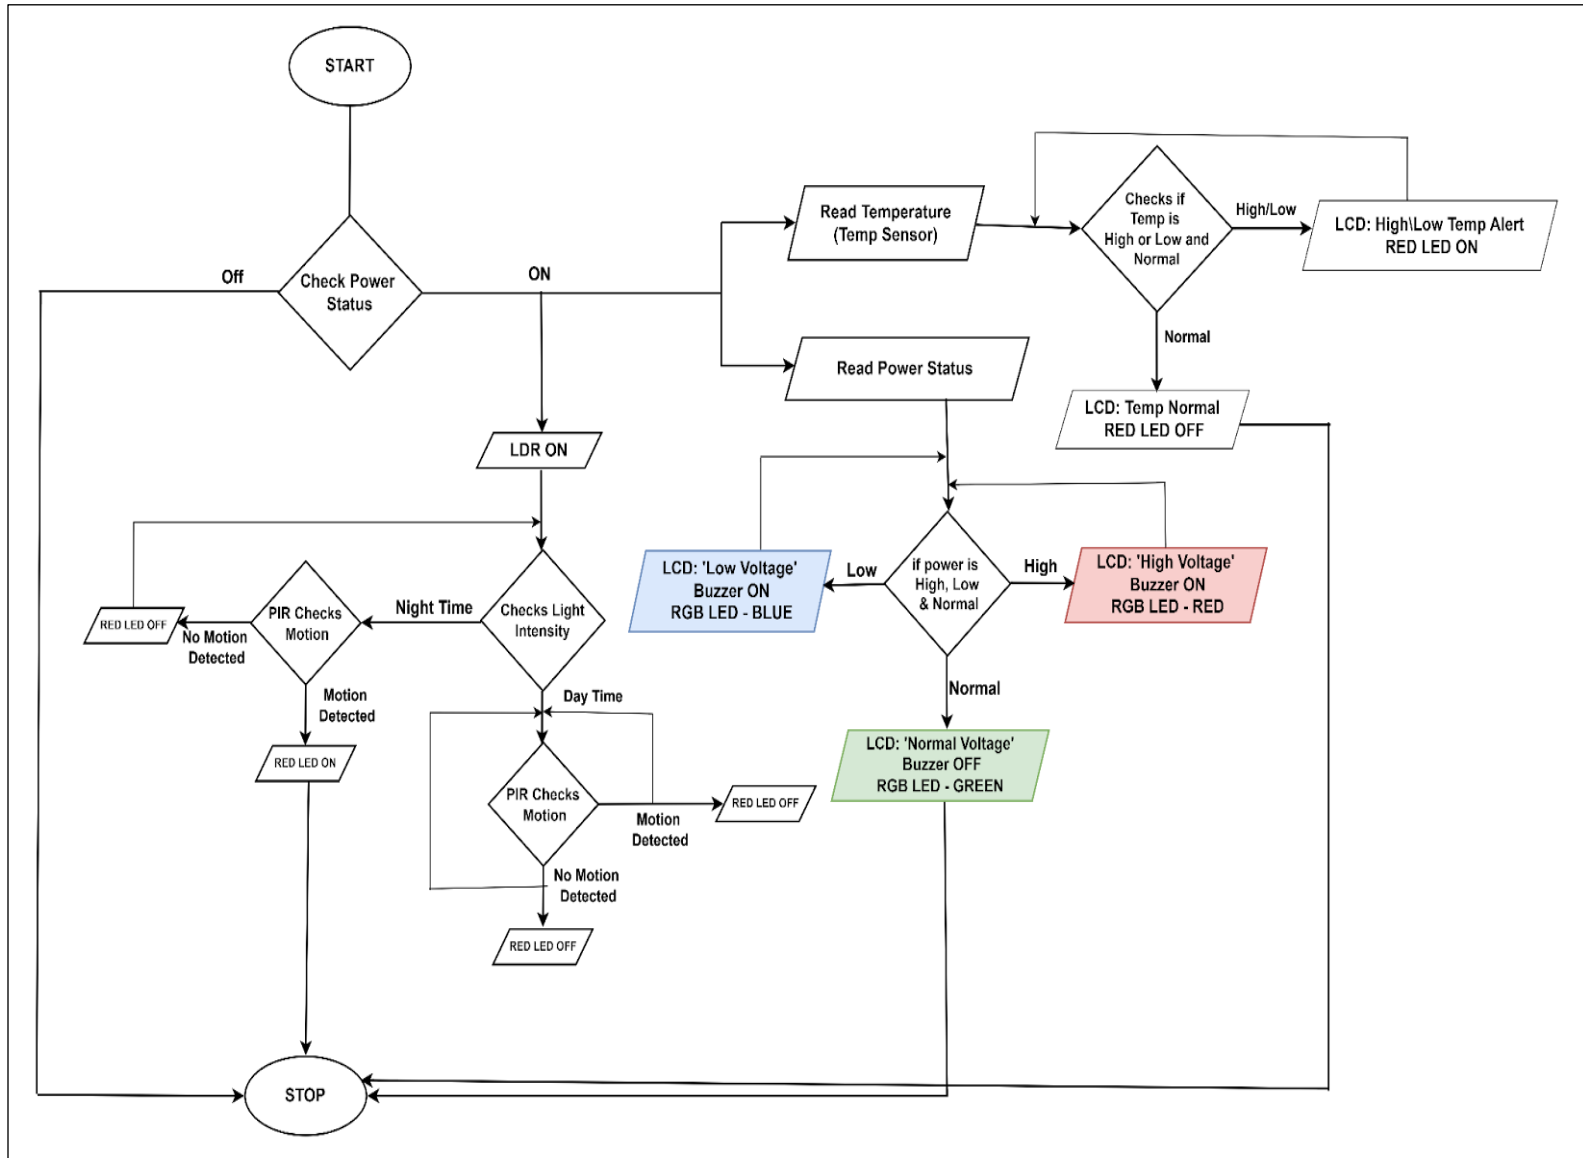 START
Check Power
Status
Off
ON
Read Temperature
(Temp Sensor)
Checks if
Temp is
High or Low and
Normal
High/Low
LCD: High\Low Temp Alert
RED LED ON
Normal
LCD: Temp Normal
RED LED OFF
Read Power Status
if power is
High, Low
& Normal
Low
LCD: 'Low Voltage'
Buzzer ON
RGB LED - BLUE
High
LCD: 'High Voltage'
Buzzer ON
RGB LED - RED
Normal
LCD: 'Normal Voltage'
Buzzer OFF
RGB LED - GREEN
LDR ON
Checks Light
Intensity
Night Time
PIR Checks
Motion
No Motion
Detected
RED LED OFF
Motion
Detected
RED LED ON
Day Time
PIR Checks
Motion
Motion
Detected
RED LED OFF
No Motion
Detected
RED LED OFF
STOP